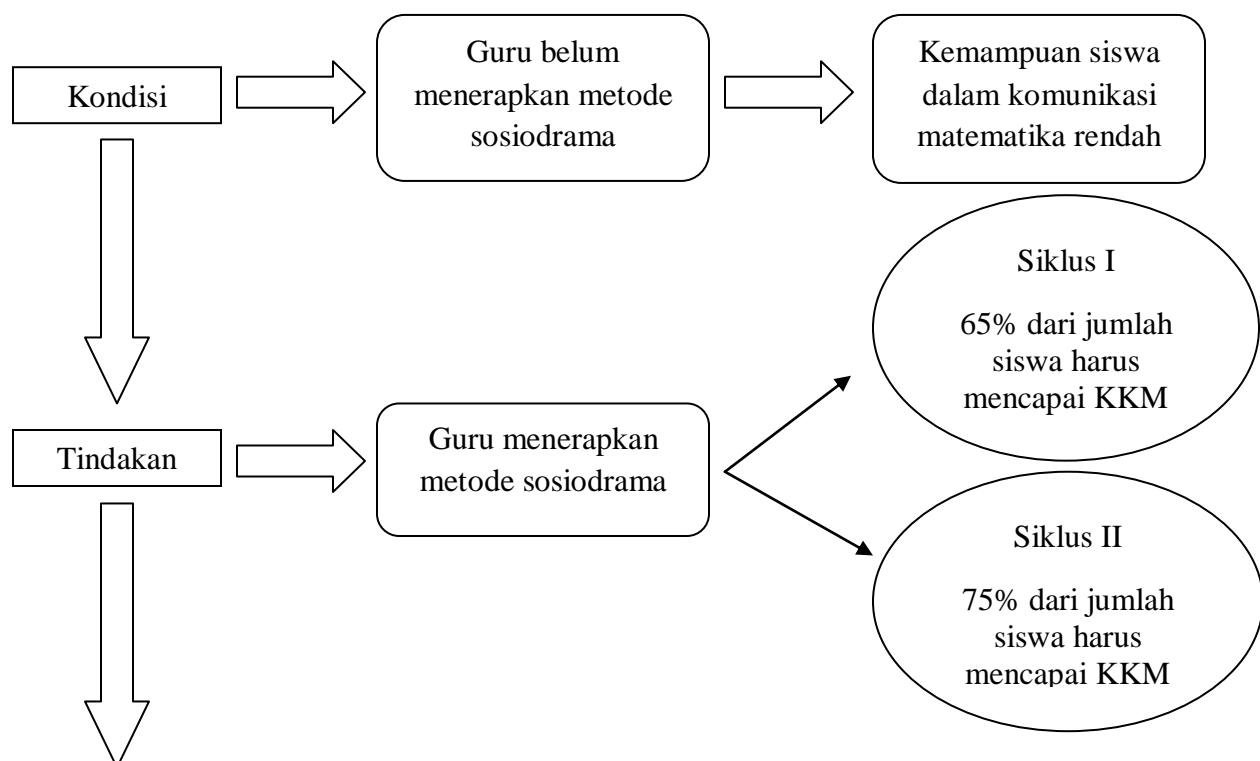 Kondisi
Guru belum
menerapkan metode
sosiodrama
Kemampuan siswa
dalam komunikasi
matematika rendah
Siklus I
65% dari jumlah
siswa harus
mencapai KKM
Tindakan
Guru menerapkan
metode sosiodrama
Siklus II
75% dari jumlah
siswa harus
mencapai KKM